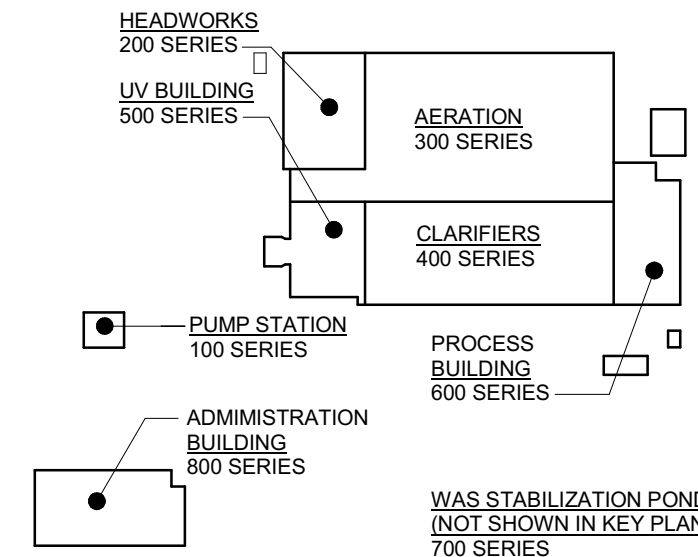 HEADWORKS
200 SERIES
UV BUILDING
500 SERIES
AERATION
300 SERIES
CLARIFIERS
400 SERIES
PUMP STATION
100 SERIES
PROCESS
BUILDING
600 SERIES
ADMIMISTRATION
BUILDING
800 SERIES
WAS STABILIZATION POND
(NOT SHOWN IN KEY PLAN
700 SERIES